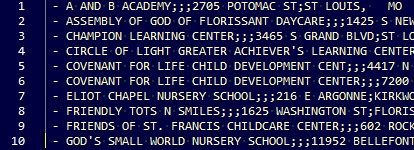 1 - A AND B ACADEMY;;;2705 POTOMAC ST;ST LOUIS, MO
2 - ASSEMBLY OF GOD OF FLORISSANT DAYCARE;;;1425 S NEW
3 - CHAMPION LEARNING CENTER;;;3465 S GRAND BLVD;ST LO
4 - CIRCLE OF LIGHT GREATER ACHIEVER'S LEARNING CENTER
5 - COVENANT FOR LIFE CHILD DEVELOPMENT CENT;;;4417 N
6 - COVENANT FOR LIFE CHILD DEVELOPMENT CENTER;;;7200
7 - ELIOT CHAPEL NURSERY SCHOOL;;;216 E ARGONNE;KIRKWO
8 - FRIENDLY TOTS N SMILES;;;1625 WASHINGTON ST;FLORIS
9 - FRIENDS OF ST. FRANCIS CHILDCARE CENTER;;;602 ROCK
10 - GOD'S SMALL WORLD NURSERY SCHOOL;;;11952 BELLEFONT